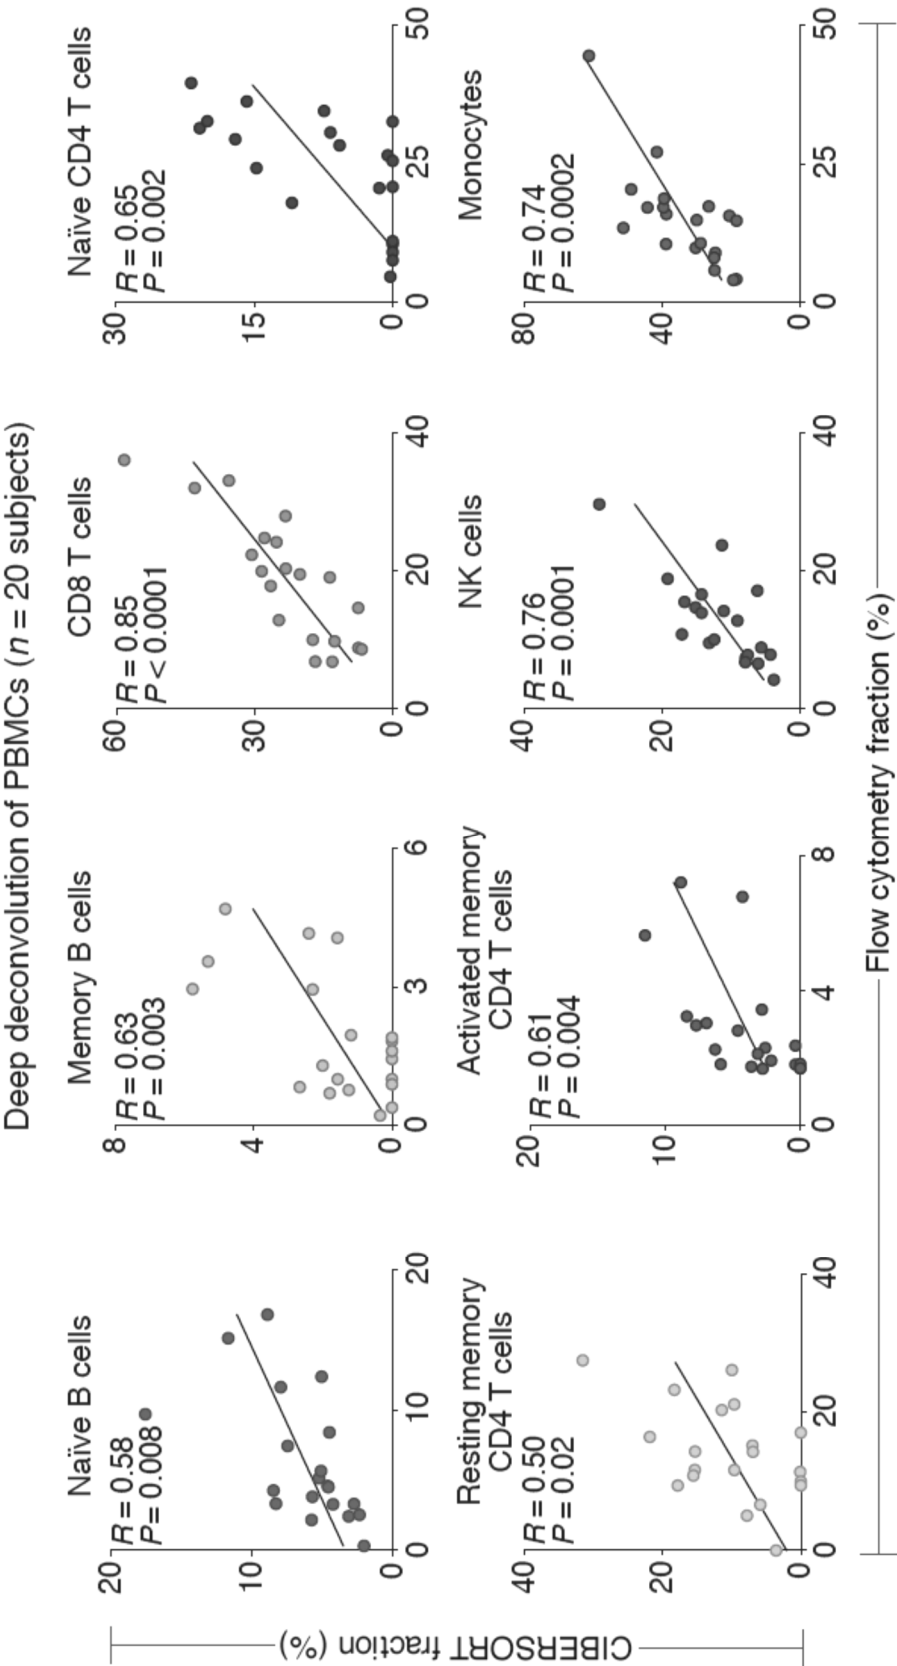 Deep deconvolution of PBMCs (n = 20 subjects)
Naïve B cells
R = 0.58
P = 0.008
20
10
0
0
10
20
Memory B cells
R = 0.63
P = 0.003
8
4
0
0
3
6
CD8 T cells
R = 0.85
P < 0.0001
60
30
0
0
20
40
Naïve CD4 T cells
R = 0.65
P = 0.002
30
15
0
0
25
50
Resting memory
CD4 T cells
R = 0.50
P = 0.02
40
20
0
0
20
40
Activated memory
CD4 T cells
R = 0.61
P = 0.004
20
10
0
0
4
8
NK cells
R = 0.76
P = 0.0001
40
20
0
0
20
40
Monocytes
R = 0.74
P = 0.0002
80
40
0
0
25
50
CIBERSORT fraction (%)
Flow cytometry fraction (%)